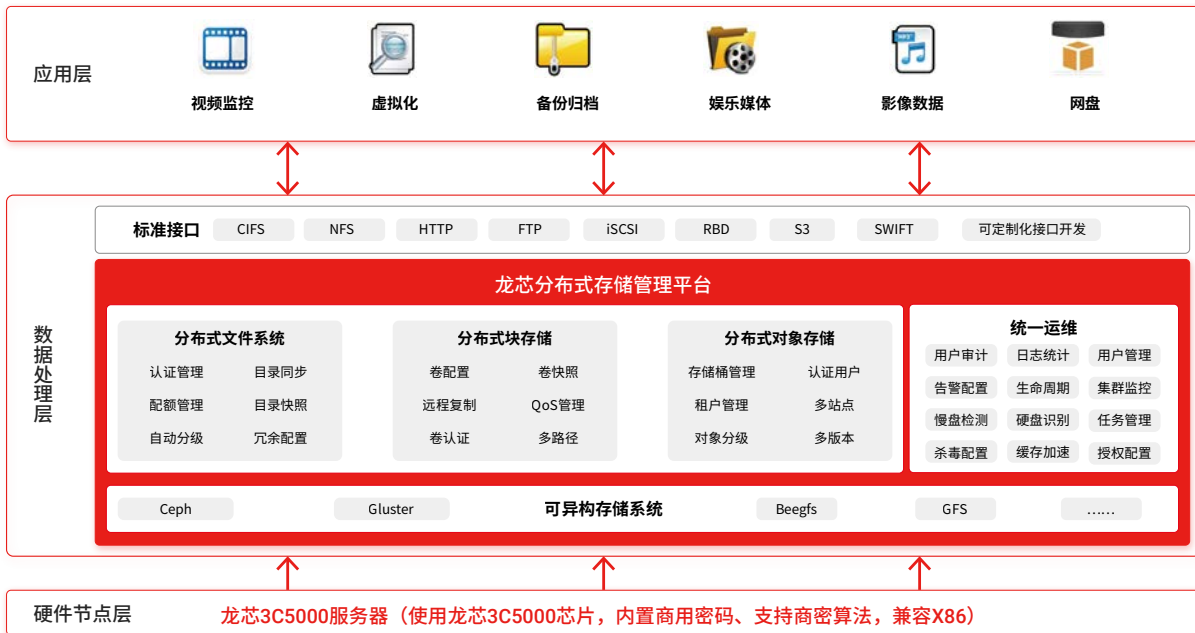 应用层
视频监控 虚拟化 备份归档 娱乐媒体 影像数据 网盘
数据处理层
标准接口 CIFS NFS HTTP FTP iSCSI RBD S3 SWIFT 可定制化接口开发
龙芯分布式存储管理平台
分布式文件系统
认证管理 目录同步
配额管理 目录快照
自动分级 冗余配置
分布式块存储
卷配置 卷快照
远程复制 QoS管理
卷认证 多路径
分布式对象存储
存储桶管理 认证用户
租户管理 多站点
对象分级 多版本
统一运维
用户审计 日志统计 用户管理
告警配置 生命周期 集群监控
慢盘检测 硬盘识别 任务管理
杀毒配置 缓存加速 授权配置
Ceph Gluster 可异构存储系统 Beegfs GFS ……
硬件节点层 龙芯3C5000服务器（使用龙芯3C5000芯片，内置商用密码、支持商密算法，兼容X86）